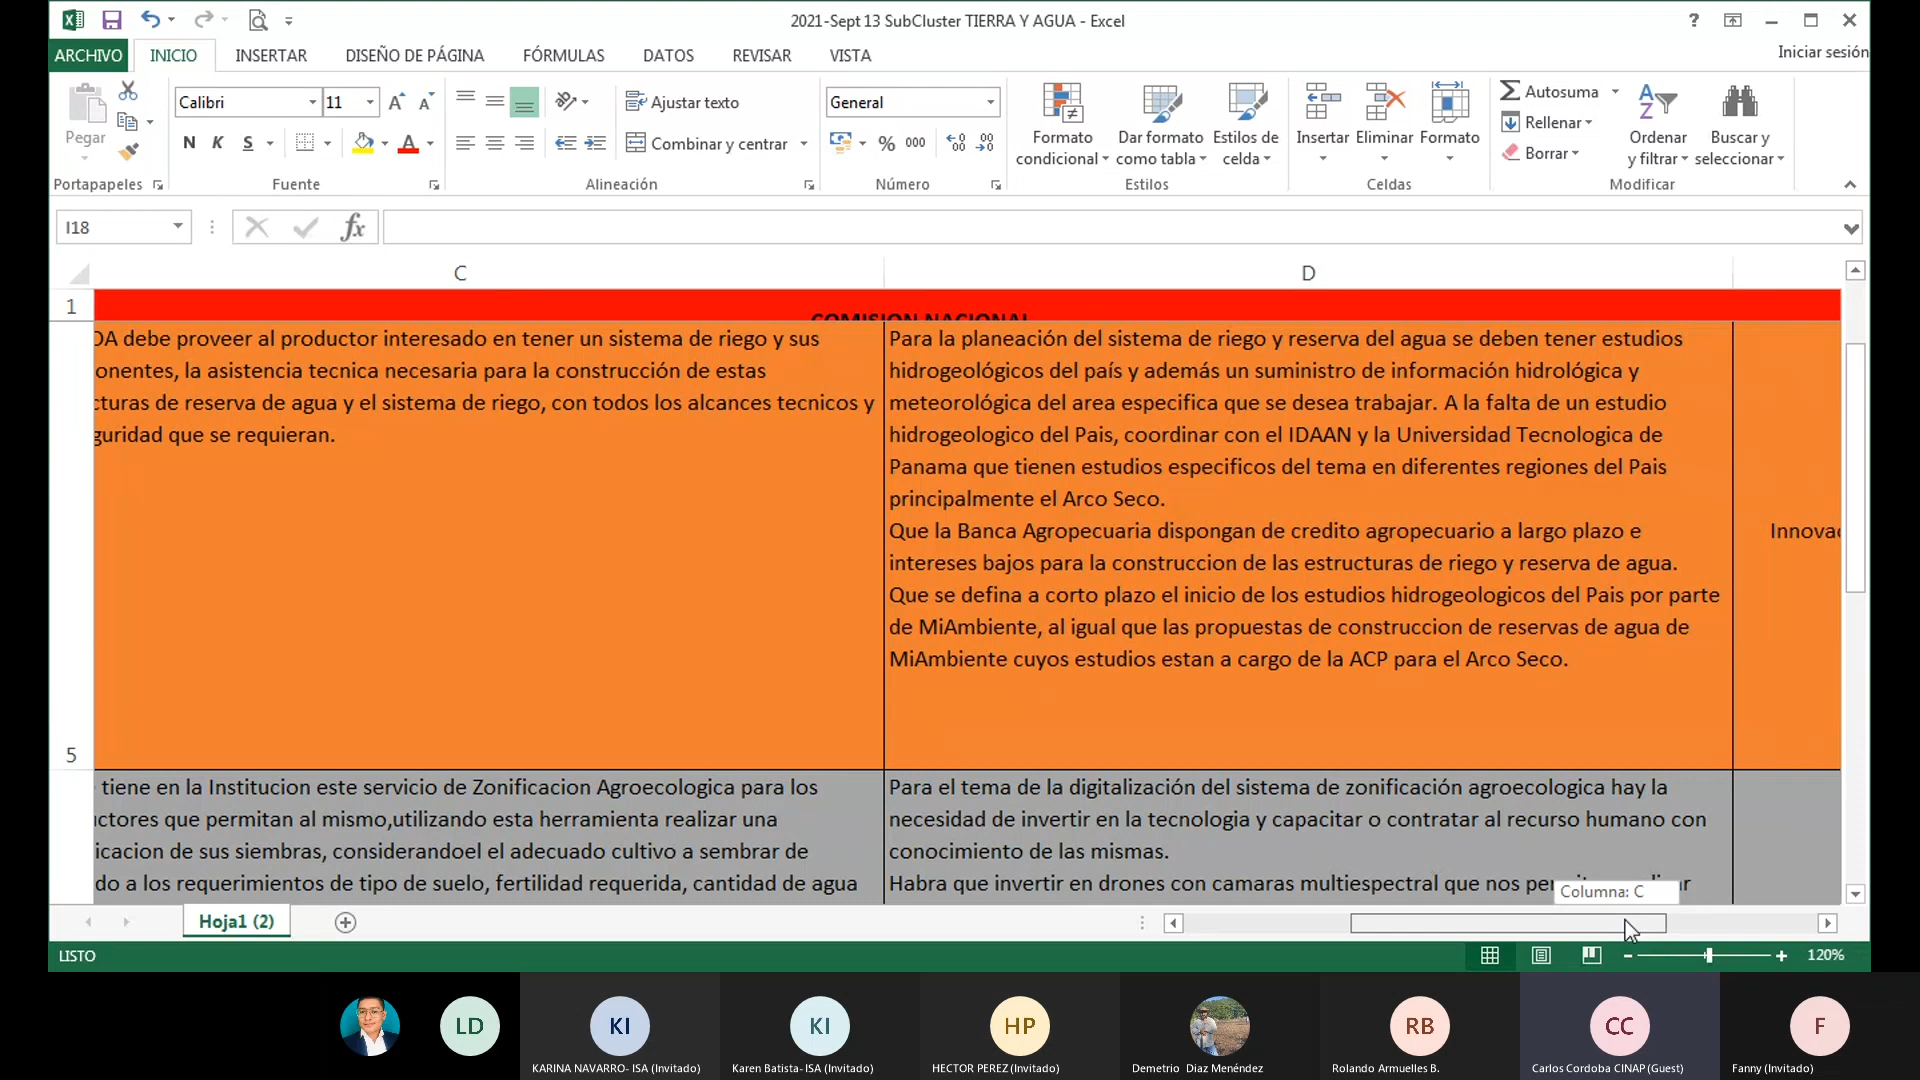 2021-Sept 13 SubCluster TIERRA Y AGUA - Excel
?
ARCHIVO INICIO INSERTAR DISEÑO DE PÁGINA FÓRMULAS DATOS REVISAR VISTA
Iniciar sesión
Pegar
Portapapeles
Calibri 11
N K S
Fuente
Ajustar texto
Combinar y centrar
Alineación
General
% 000
Número
Formato condicional
Dar formato como tabla
Estilos de celda
Estilos
Insertar Eliminar Formato
Celdas
Autosuma
Rellenar
Borrar
Ordenar y filtrar
Buscar y seleccionar
Modificar
I18
fx
C D
1
COMISION NACIONAL
DA debe proveer al productor interesado en tener un sistema de riego y sus
onentes, la asistencia tecnica necesaria para la construcción de estas
cturas de reserva de agua y el sistema de riego, con todos los alcances tecnicos y
guridad que se requieran.
Para la planeación del sistema de riego y reserva del agua se deben tener estudios
hidrogeológicos del país y además un suministro de información hidrológica y
meteorológica del area especifica que se desea trabajar. A la falta de un estudio
hidrogeologico del Pais, coordinar con el IDAAN y la Universidad Tecnologica de
Panama que tienen estudios especificos del tema en diferentes regiones del Pais
principalmente el Arco Seco.
Que la Banca Agropecuaria dispongan de credito agropecuario a largo plazo e
intereses bajos para la construccion de las estructuras de riego y reserva de agua.
Que se defina a corto plazo el inicio de los estudios hidrogeologicos del Pais por parte
de MiAmbiente, al igual que las propuestas de construccion de reservas de agua de
MiAmbiente cuyos estudios estan a cargo de la ACP para el Arco Seco.
Innovac
5
tiene en la Institucion este servicio de Zonificacion Agroecologica para los
uctores que permitan al mismo,utilizando esta herramienta realizar una
icacion de sus siembras, considerandoel el adecuado cultivo a sembrar de
do a los requerimientos de tipo de suelo, fertilidad requerida, cantidad de agua
Para el tema de la digitalización del sistema de zonificación agroecologica hay la
necesidad de invertir en la tecnologia y capacitar o contratar al recurso humano con
conocimiento de las mismas.
Habra que invertir en drones con camaras multiespectral que nos
Columna: C
Hoja1 (2)
LISTO
120%
LD KI KI HP RB CC F
KARINA NAVARRO- ISA (Invitado)
Karen Batista- ISA (Invitado)
HECTOR PEREZ (Invitado)
Demetrio Diaz Menéndez
Rolando Armuelles B.
Carlos Cordoba CINAP (Guest)
Fanny (Invitado)